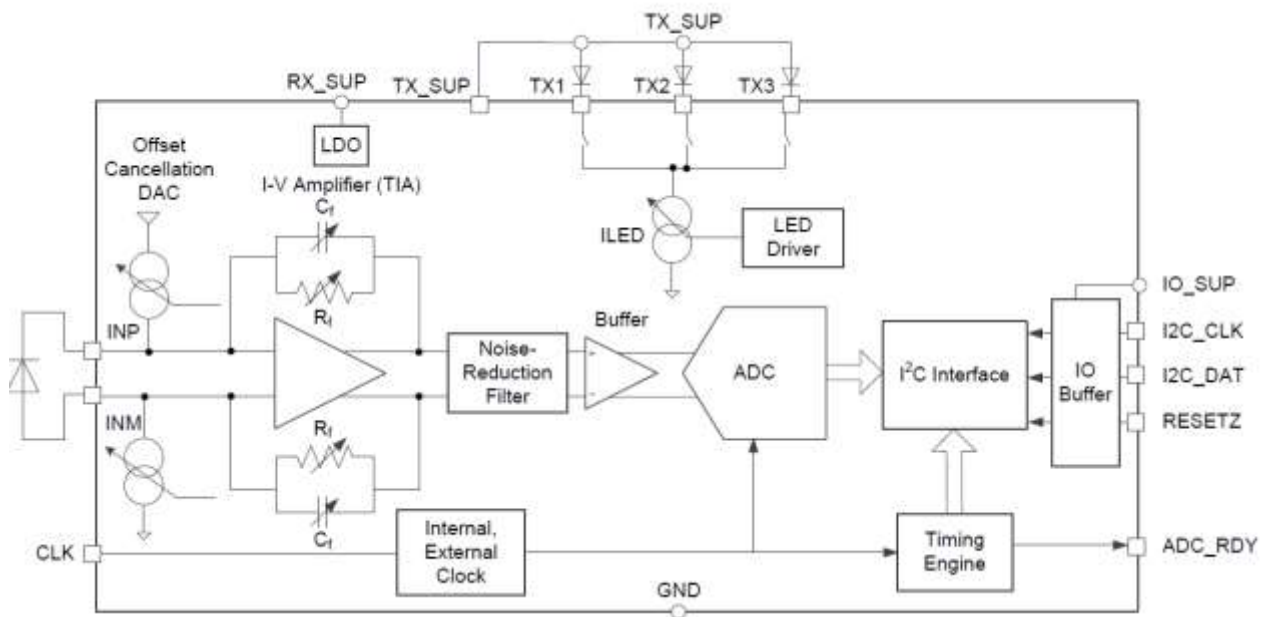 TX_SUP
RX_SUP
TX_SUP
TX1
TX2
TX3
Offset
Cancellation
DAC
LDO
I-V Amplifier (TIA)
Cf
Rf
ILED
LED
Driver
IO_SUP
INP
Buffer
I2C_CLK
Noise-
Reduction
Filter
+
-
ADC
I²C Interface
IO
Buffer
I2C_DAT
RESETZ
INM
Rf
Cf
CLK
Internal,
External
Clock
Timing
Engine
ADC_RDY
GND